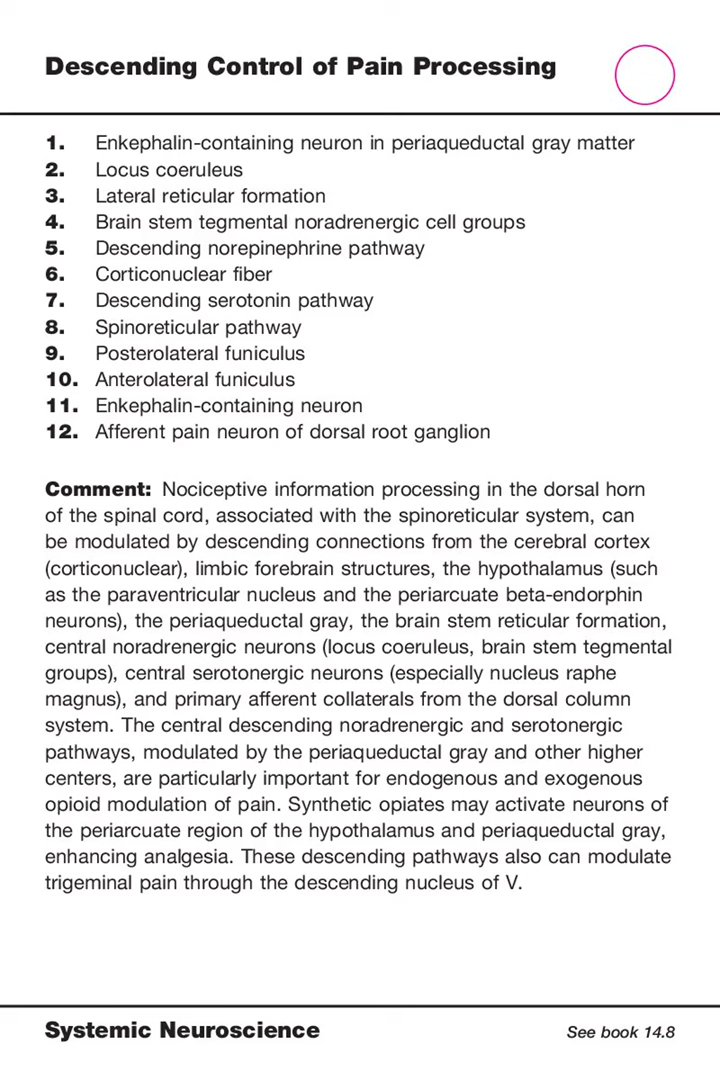 Descending Control of Pain Processing
1. Enkephalin-containing neuron in periaqueductal gray matter
2. Locus coeruleus
3. Lateral reticular formation
4. Brain stem tegmental noradrenergic cell groups
5. Descending norepinephrine pathway
6. Corticonuclear fiber
7. Descending serotonin pathway
8. Spinoreticular pathway
9. Posterolateral funiculus
10. Anterolateral funiculus
11. Enkephalin-containing neuron
12. Afferent pain neuron of dorsal root ganglion
Comment: Nociceptive information processing in the dorsal horn
of the spinal cord, associated with the spinoreticular system, can
be modulated by descending connections from the cerebral cortex
(corticonuclear), limbic forebrain structures, the hypothalamus (such
as the paraventricular nucleus and the periarcuate beta-endorphin
neurons), the periaqueductal gray, the brain stem reticular formation,
central noradrenergic neurons (locus coeruleus, brain stem tegmental
groups), central serotonergic neurons (especially nucleus raphe
magnus), and primary afferent collaterals from the dorsal column
system. The central descending noradrenergic and serotonergic
pathways, modulated by the periaqueductal gray and other higher
centers, are particularly important for endogenous and exogenous
opioid modulation of pain. Synthetic opiates may activate neurons of
the periarcuate region of the hypothalamus and periaqueductal gray,
enhancing analgesia. These descending pathways also can modulate
trigeminal pain through the descending nucleus of V.
Systemic Neuroscience
See book 14.8